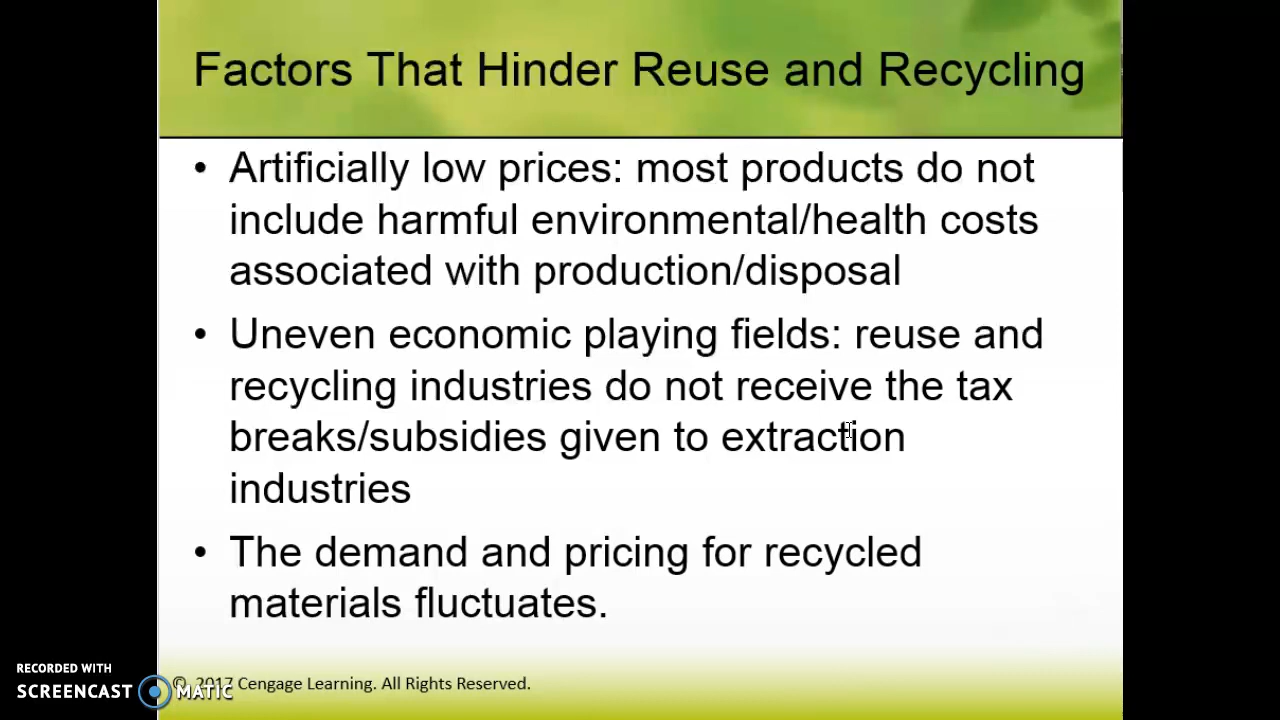 Factors That Hinder Reuse and Recycling
• Artificially low prices: most products do not
include harmful environmental/health costs
associated with production/disposal
• Uneven economic playing fields: reuse and
recycling industries do not receive the tax
breaks/subsidies given to extraction
industries
• The demand and pricing for recycled
materials fluctuates.
© 2017 Cengage Learning. All Rights Reserved.
RECORDED WITH
SCREENCAST MATIC